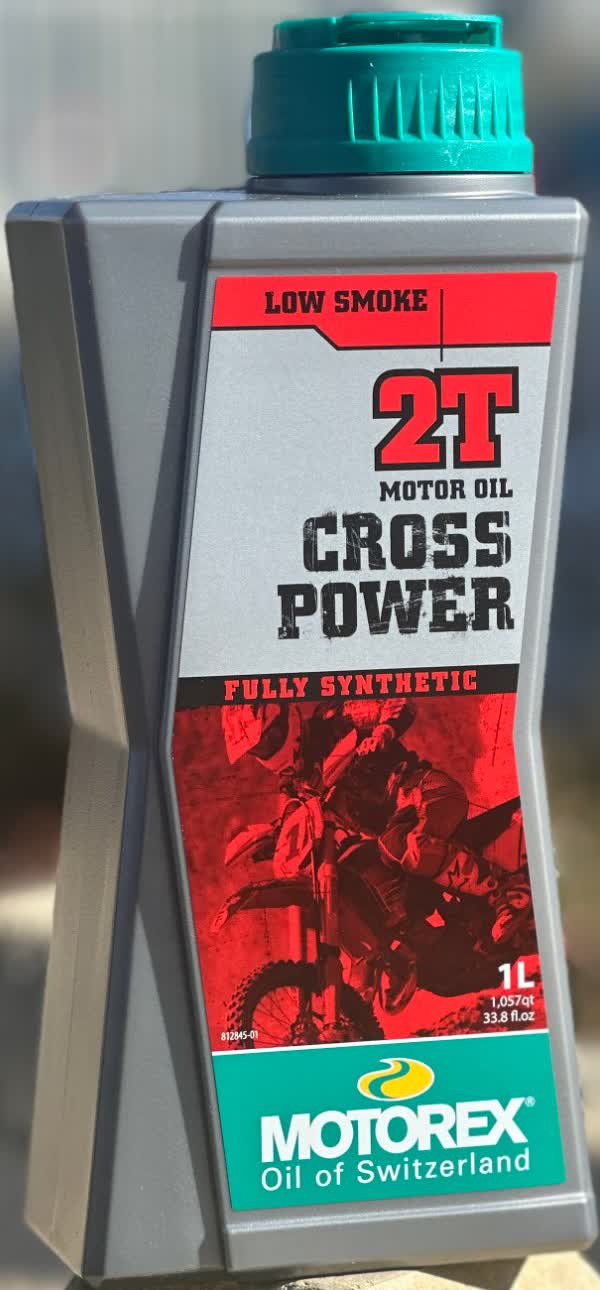 LOW SMOKE
2T
MOTOR OIL
CROSS
POWER
FULLY SYNTHETIC
1L
1,057qt
33.8 fl.oz
812845-01
MOTOREX®
Oil of Switzerland